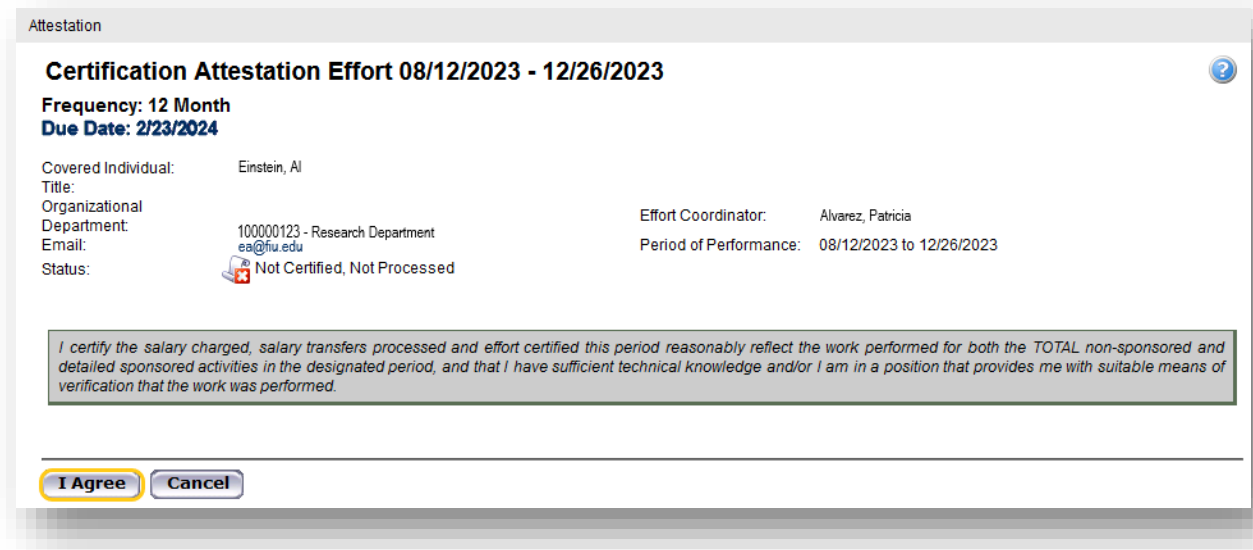 Attestation
Certification Attestation Effort 08/12/2023 - 12/26/2023
?
Frequency: 12 Month
Due Date: 2/23/2024
Covered Individual: Einstein, Al
Title:
Organizational
Department: 100000123 - Research Department
Email: ea@fiu.edu
Status: Not Certified, Not Processed
Effort Coordinator: Alvarez, Patricia
Period of Performance: 08/12/2023 to 12/26/2023
I certify the salary charged, salary transfers processed and effort certified this period reasonably reflect the work performed for both the TOTAL non-sponsored and
detailed sponsored activities in the designated period, and that I have sufficient technical knowledge and/or I am in a position that provides me with suitable means of
verification that the work was performed.
I Agree Cancel